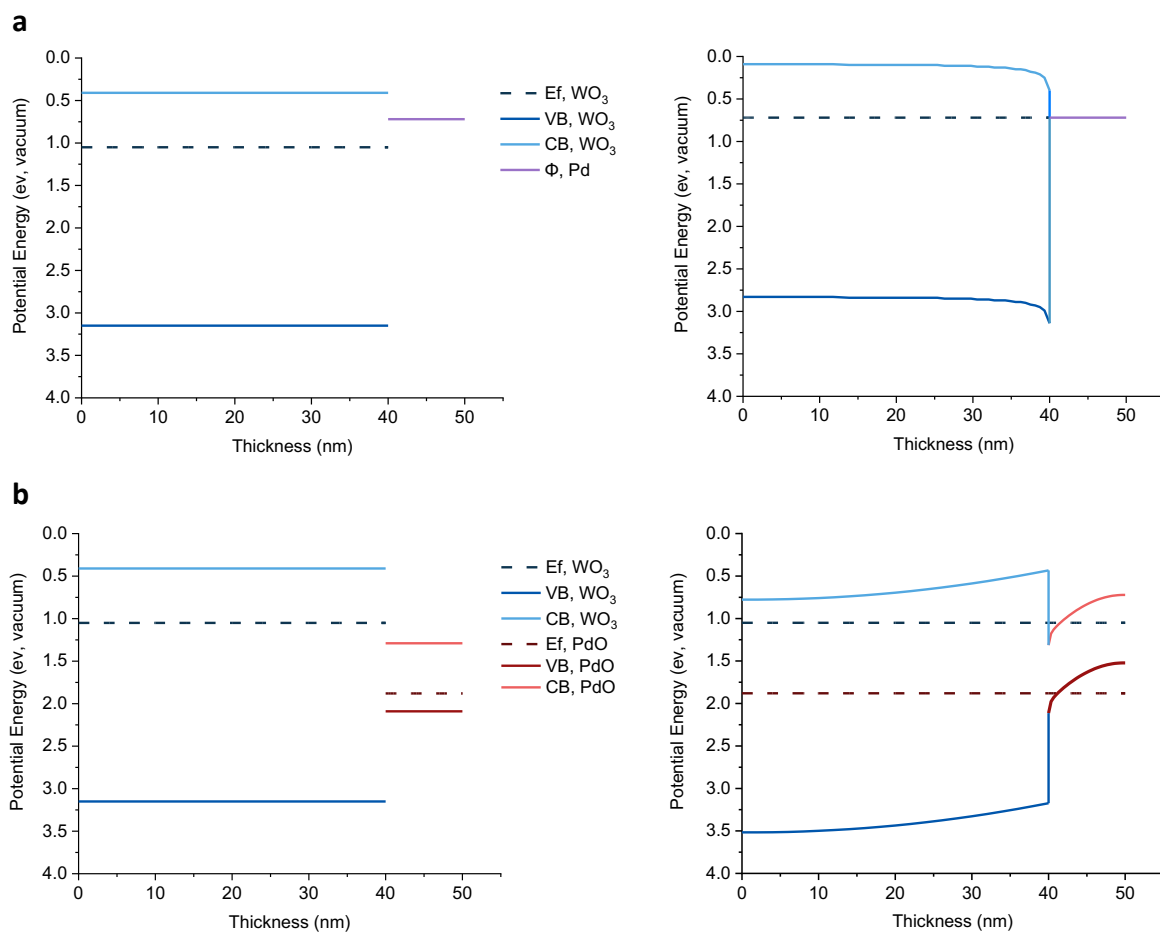 a
Potential Energy (ev, vacuum)
0.0
0.5
1.0
1.5
2.0
2.5
3.0
3.5
4.0
0 10 20 30 40 50
Thickness (nm)
Ef, WO₃
VB, WO₃
CB, WO₃
Φ, Pd
Potential Energy (ev, vacuum)
0.0
0.5
1.0
1.5
2.0
2.5
3.0
3.5
4.0
0 10 20 30 40 50
Thickness (nm)
b
Potential Energy (ev, vacuum)
0.0
0.5
1.0
1.5
2.0
2.5
3.0
3.5
4.0
0 10 20 30 40 50
Thickness (nm)
Ef, WO₃
VB, WO₃
CB, WO₃
Ef, PdO
VB, PdO
CB, PdO
Potential Energy (ev, vacuum)
0.0
0.5
1.0
1.5
2.0
2.5
3.0
3.5
4.0
0 10 20 30 40 50
Thickness (nm)